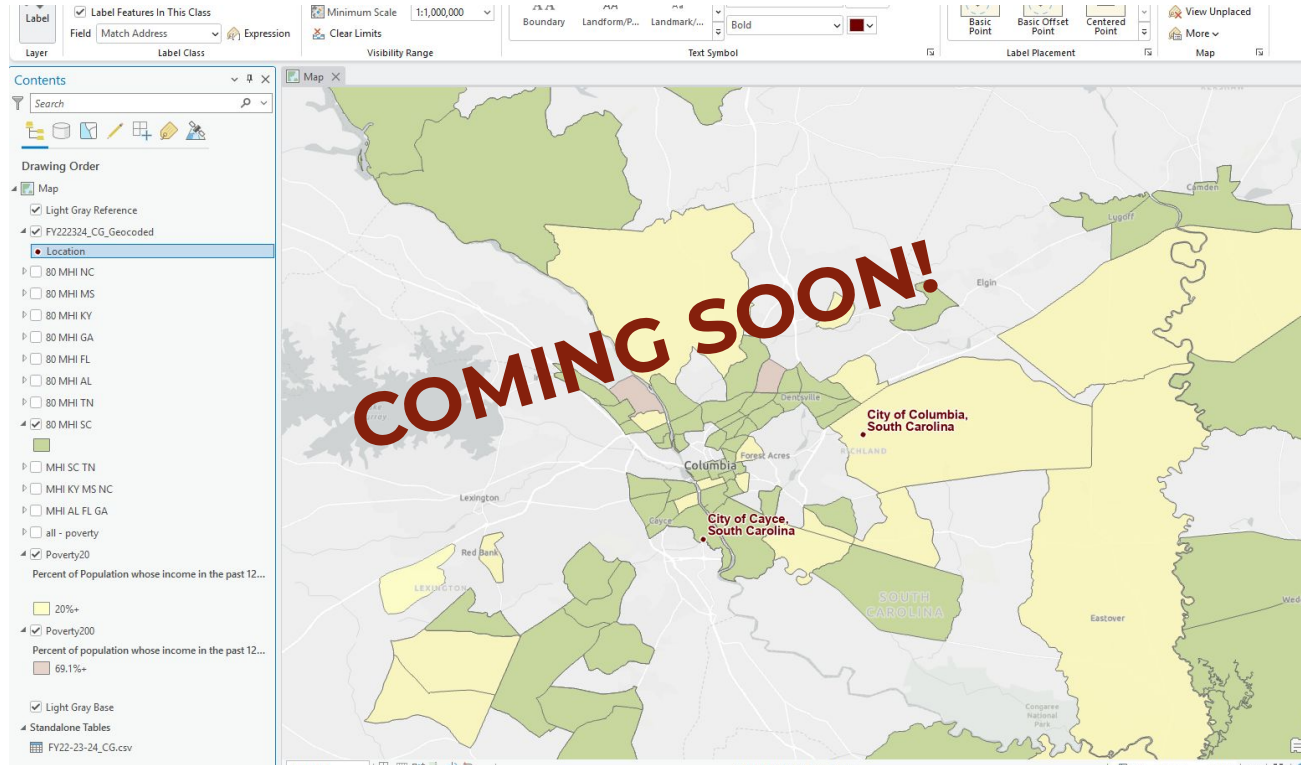 Label
Label Features In This Class
Field Match Address Expression
Layer
Label Class
Minimum Scale 1:1,000,000
Clear Limits
Visibility Range
Boundary Landform/P... Landmark/...
Bold
Text Symbol
Basic Point
Basic Offset Point
Centered Point
Label Placement
View Unplaced
More
Map
Contents
Search
Drawing Order
Map
Light Gray Reference
FY222324_CG_Geocoded
Location
80 MHI NC
80 MHI MS
80 MHI KY
80 MHI GA
80 MHI FL
80 MHI AL
80 MHI TN
80 MHI SC
MHI SC TN
MHI KY MS NC
MHI AL FL GA
all - poverty
Poverty20
Percent of Population whose income in the past 12...
20%+
Poverty200
Percent of population whose income in the past 12...
69.1%+
Light Gray Base
Standalone Tables
FY22-23-24_CG.csv
Map
Camden
Lugoff
Elgin
COMING SOON!
Dentsville
City of Columbia,
South Carolina
RICHLAND
Forest Acres
Columbia
Lexington
Cayce
City of Cayce,
South Carolina
Red Bank
LEXINGTON
SOUTH
CAROLINA
Eastover
Congaree
National
Park